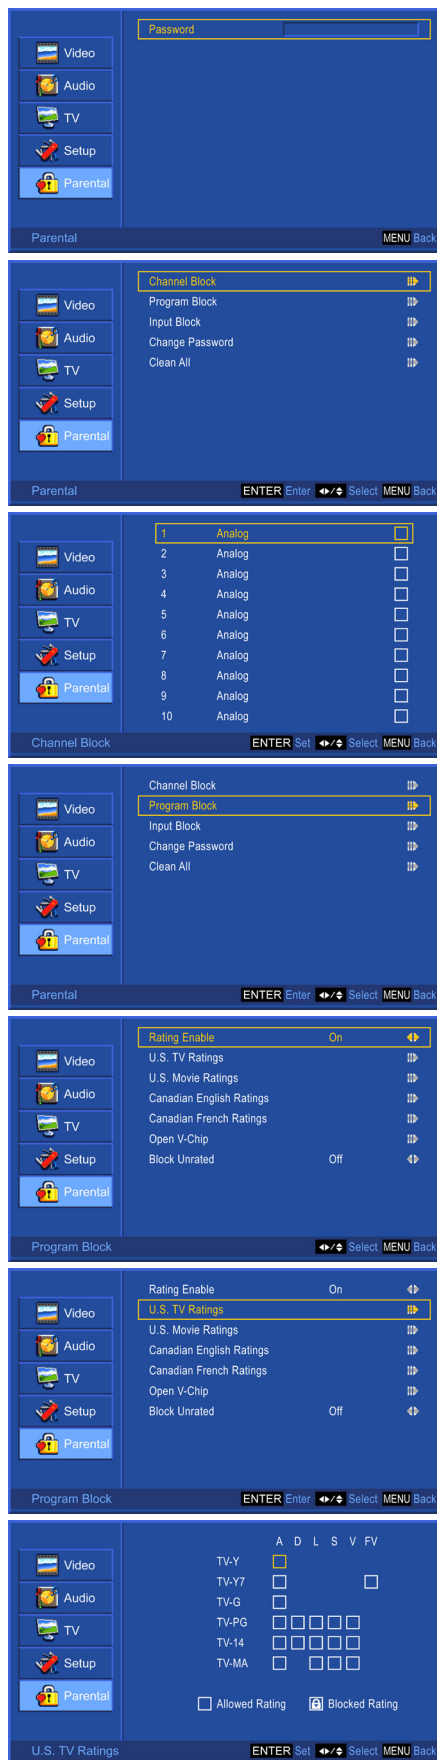 Password
Video
Audio
TV
Setup
Parental
Parental MENU Back
Channel Block
Program Block
Input Block
Change Password
Clean All
Video
Audio
TV
Setup
Parental
Parental ENTER Enter Select MENU Back
1 Analog
2 Analog
3 Analog
4 Analog
5 Analog
6 Analog
7 Analog
8 Analog
9 Analog
10 Analog
Video
Audio
TV
Setup
Parental
Channel Block ENTER Set Select MENU Back
Channel Block
Program Block
Input Block
Change Password
Clean All
Video
Audio
TV
Setup
Parental
Parental ENTER Enter Select MENU Back
Rating Enable On
U.S. TV Ratings
U.S. Movie Ratings
Canadian English Ratings
Canadian French Ratings
Open V-Chip
Block Unrated Off
Video
Audio
TV
Setup
Parental
Program Block Select MENU Back
Rating Enable On
U.S. TV Ratings
U.S. Movie Ratings
Canadian English Ratings
Canadian French Ratings
Open V-Chip
Block Unrated Off
Video
Audio
TV
Setup
Parental
Program Block ENTER Enter Select MENU Back
A D L S V FV
TV-Y
TV-Y7
TV-G
TV-PG
TV-14
TV-MA
Allowed Rating Blocked Rating
Video
Audio
TV
Setup
Parental
U.S. TV Ratings ENTER Set Select MENU Back